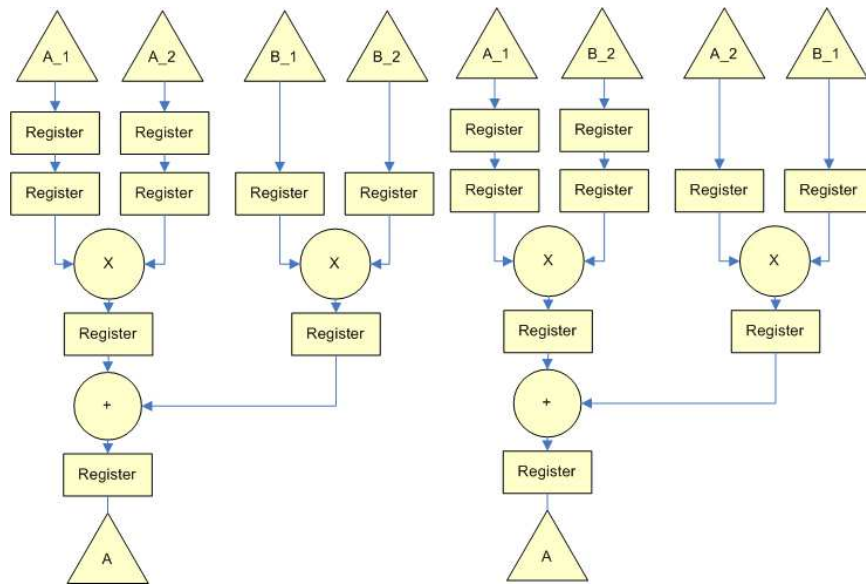 A_1 A_2 B_1 B_2 A_1 B_2 A_2 B_1
Register Register Register Register
Register Register Register Register Register Register Register Register
X X X X
Register Register Register Register
+ +
Register Register
A A